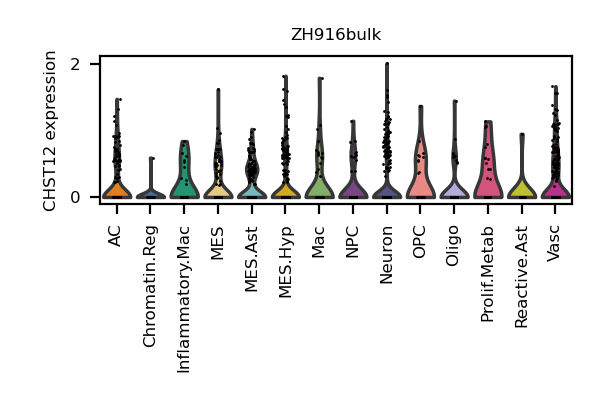 ZH916bulk
CHST12 expression
2
0
AC
Chromatin.Reg
Inflammatory.Mac
MES
MES.Ast
MES.Hyp
Mac
NPC
Neuron
OPC
Oligo
Prolif.Metab
Reactive.Ast
Vasc